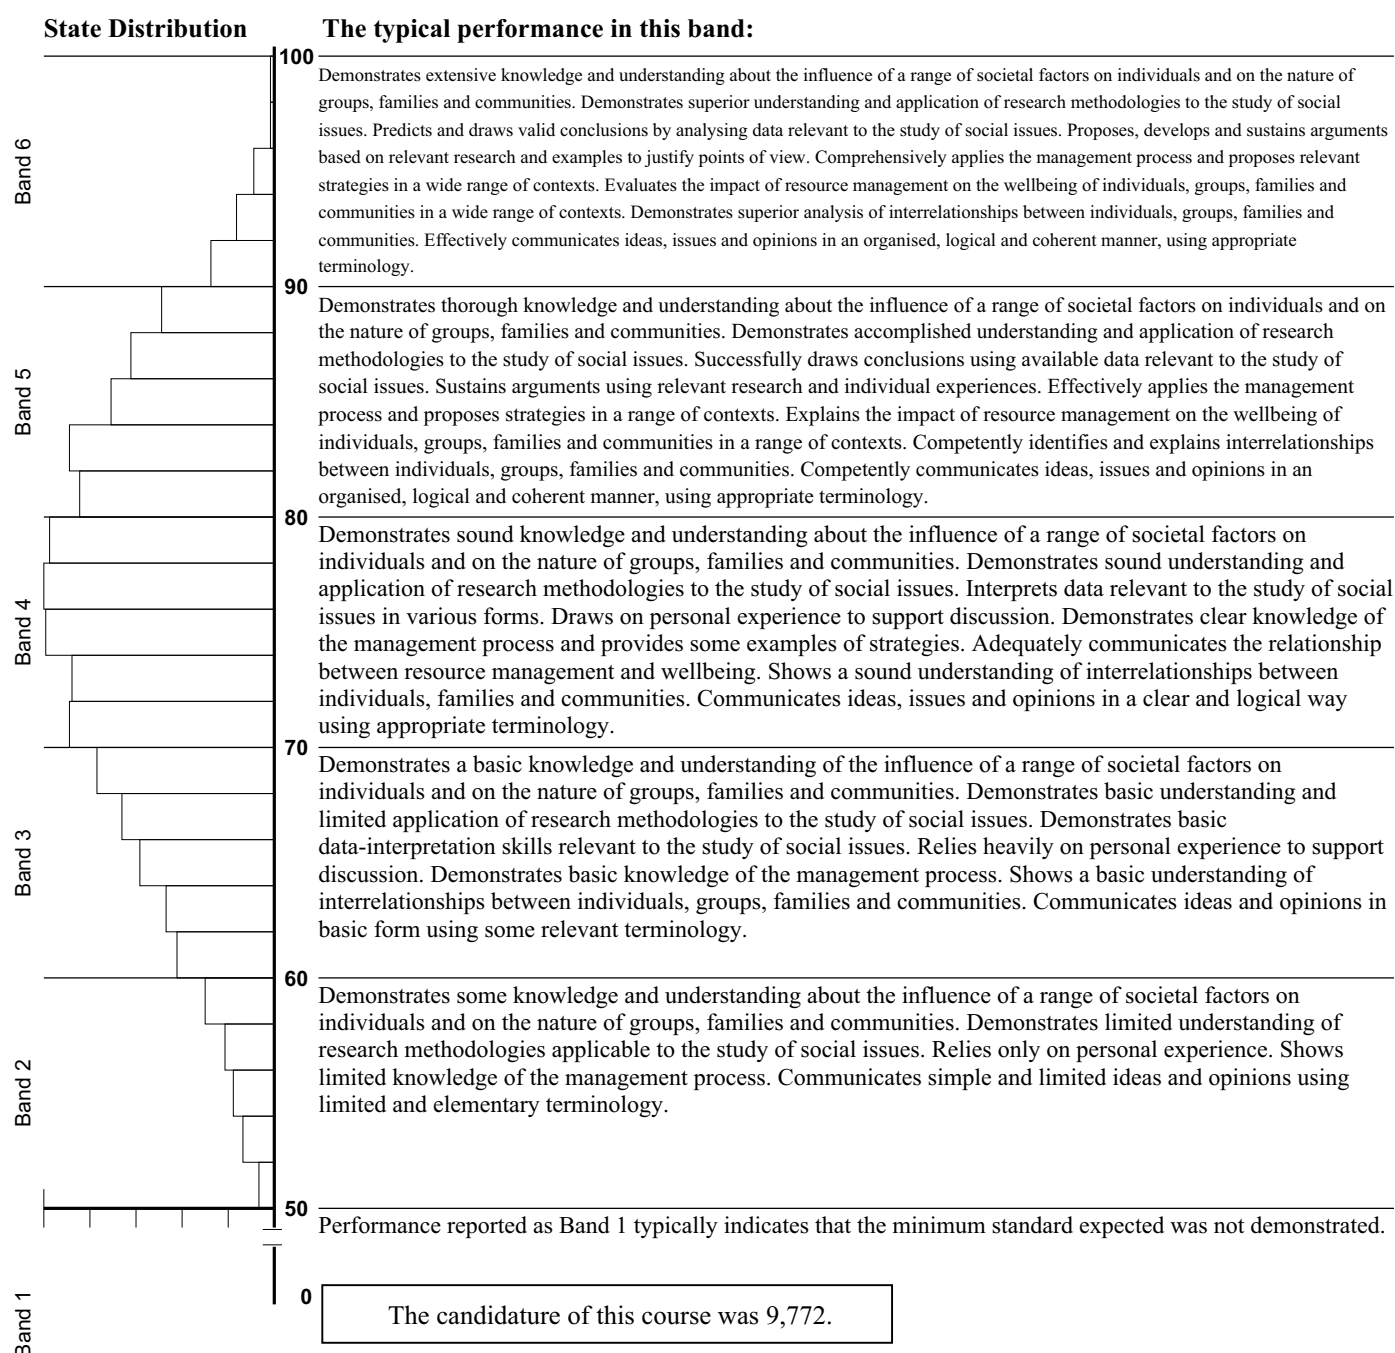 State Distribution
The typical performance in this band:
100
Band 6
Demonstrates extensive knowledge and understanding about the influence of a range of societal factors on individuals and on the nature of
groups, families and communities. Demonstrates superior understanding and application of research methodologies to the study of social
issues. Predicts and draws valid conclusions by analysing data relevant to the study of social issues. Proposes, develops and sustains arguments
based on relevant research and examples to justify points of view. Comprehensively applies the management process and proposes relevant
strategies in a wide range of contexts. Evaluates the impact of resource management on the wellbeing of individuals, groups, families and
communities in a wide range of contexts. Demonstrates superior analysis of interrelationships between individuals, groups, families and
communities. Effectively communicates ideas, issues and opinions in an organised, logical and coherent manner, using appropriate
terminology.
90
Band 5
Demonstrates thorough knowledge and understanding about the influence of a range of societal factors on individuals and on
the nature of groups, families and communities. Demonstrates accomplished understanding and application of research
methodologies to the study of social issues. Successfully draws conclusions using available data relevant to the study of
social issues. Sustains arguments using relevant research and individual experiences. Effectively applies the management
process and proposes strategies in a range of contexts. Explains the impact of resource management on the wellbeing of
individuals, groups, families and communities in a range of contexts. Competently identifies and explains interrelationships
between individuals, groups, families and communities. Competently communicates ideas, issues and opinions in an
organised, logical and coherent manner, using appropriate terminology.
80
Band 4
Demonstrates sound knowledge and understanding about the influence of a range of societal factors on
individuals and on the nature of groups, families and communities. Demonstrates sound understanding and
application of research methodologies to the study of social issues. Interprets data relevant to the study of social
issues in various forms. Draws on personal experience to support discussion. Demonstrates clear knowledge of
the management process and provides some examples of strategies. Adequately communicates the relationship
between resource management and wellbeing. Shows a sound understanding of interrelationships between
individuals, families and communities. Communicates ideas, issues and opinions in a clear and logical way
using appropriate terminology.
70
Band 3
Demonstrates a basic knowledge and understanding of the influence of a range of societal factors on
individuals and on the nature of groups, families and communities. Demonstrates basic understanding and
limited application of research methodologies to the study of social issues. Demonstrates basic
data-interpretation skills relevant to the study of social issues. Relies heavily on personal experience to support
discussion. Demonstrates basic knowledge of the management process. Shows a basic understanding of
interrelationships between individuals, groups, families and communities. Communicates ideas and opinions in
basic form using some relevant terminology.
60
Band 2
Demonstrates some knowledge and understanding about the influence of a range of societal factors on
individuals and on the nature of groups, families and communities. Demonstrates limited understanding of
research methodologies applicable to the study of social issues. Relies only on personal experience. Shows
limited knowledge of the management process. Communicates simple and limited ideas and opinions using
limited and elementary terminology.
50
Performance reported as Band 1 typically indicates that the minimum standard expected was not demonstrated.
Band 1
0
The candidature of this course was 9,772.